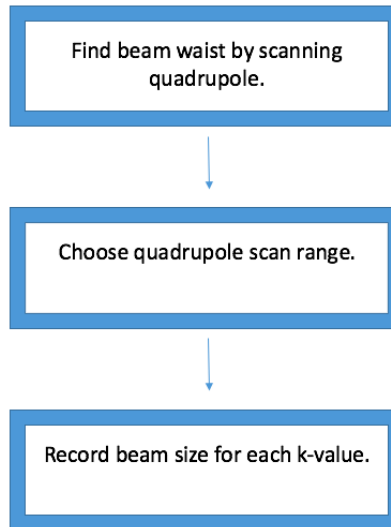 Find beam waist by scanning
quadrupole.
Choose quadrupole scan range.
Record beam size for each k-value.